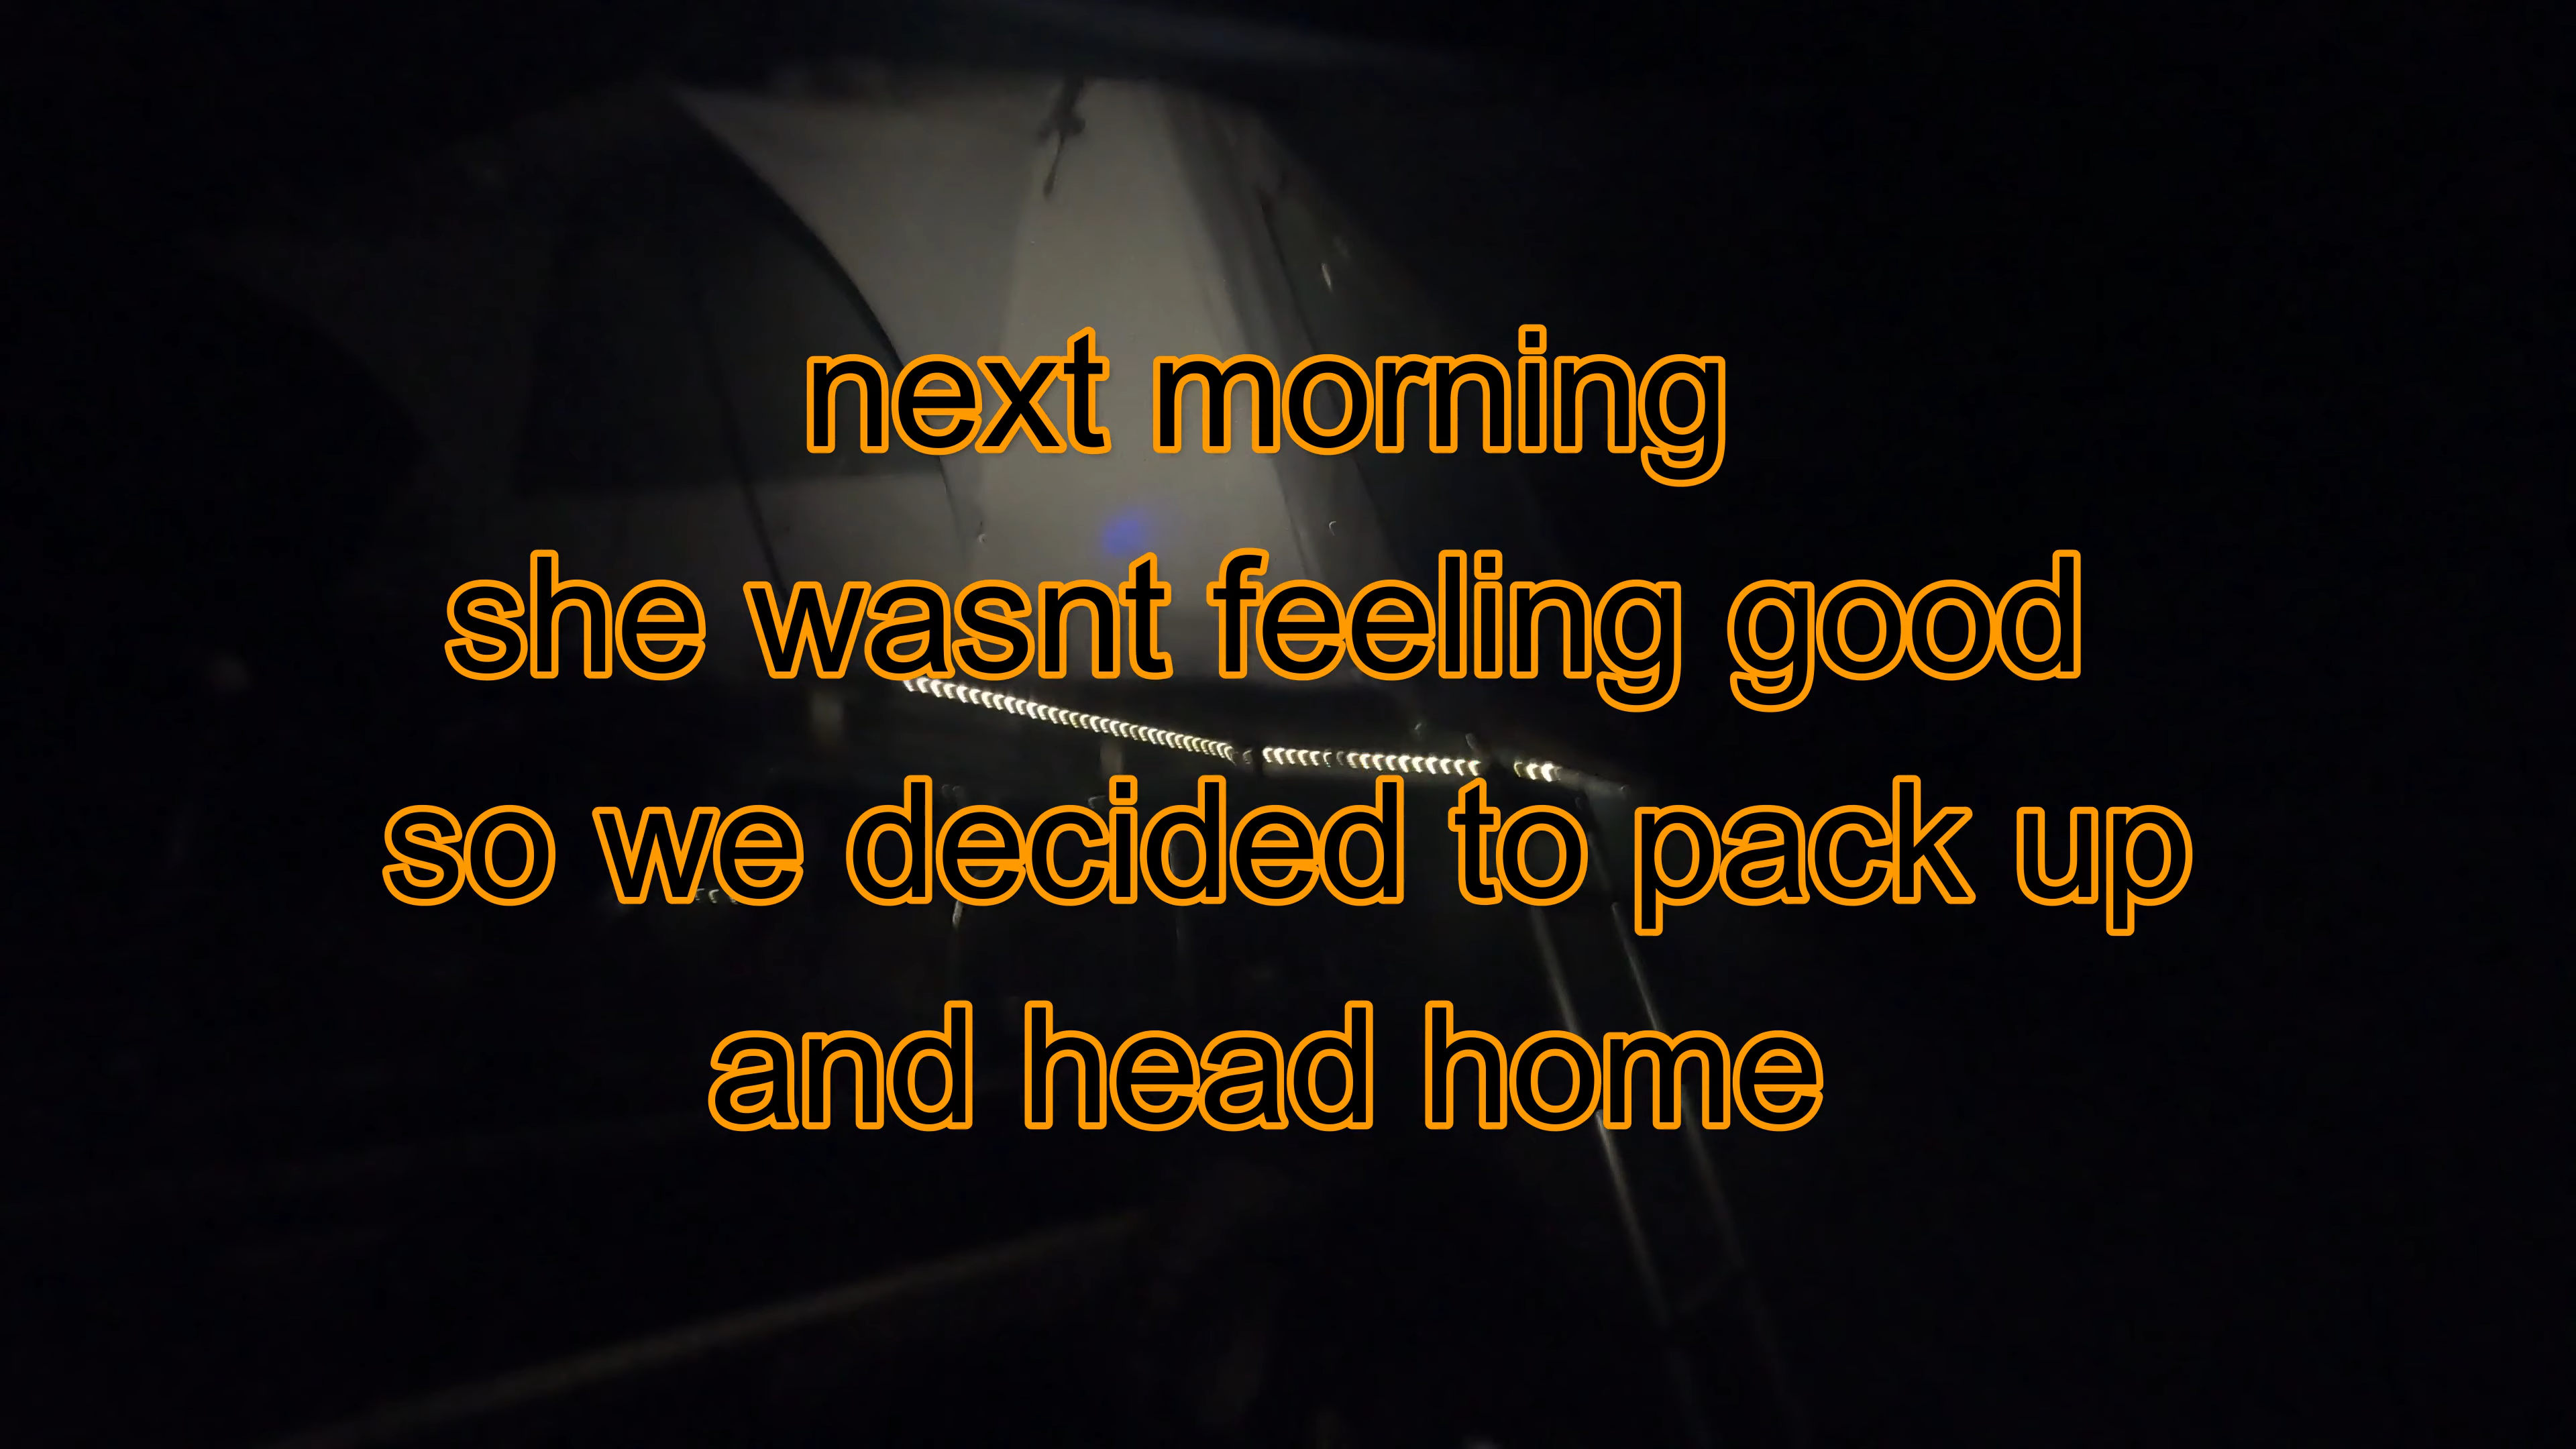 next morning
she wasnt feeling good
so we decided to pack up
and head home